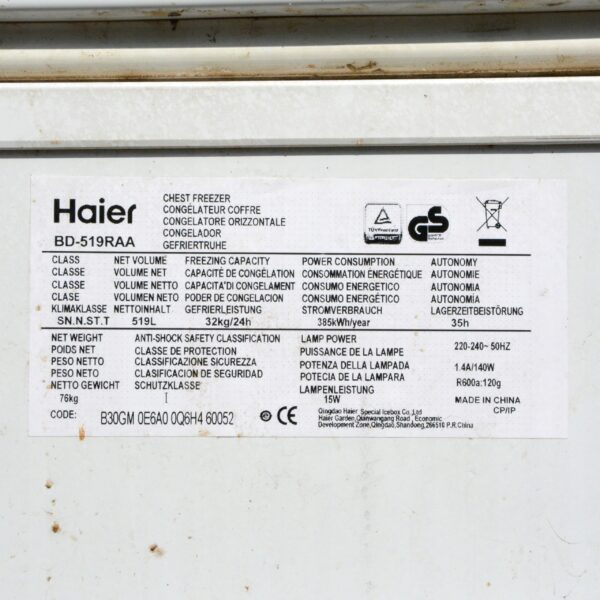 Haier
CHEST FREEZER
CONGÉLATEUR COFFRE
CONGELATORE ORIZZONTALE
CONGELADOR
GEFRIERTRUHE
BD-519RAA
GS
CLASS NET VOLUME FREEZING CAPACITY POWER CONSUMPTION AUTONOMY
CLASSE VOLUME NET CAPACITÉ DE CONGÉLATION CONSOMMATION ÉNERGÉTIQUE AUTONOMIE
CLASSE VOLUME NETTO CAPACITA'DI CONGELAMENT CONSUMO ENERGETICO AUTONOMIA
CLASE VOLUMEN NETO PODER DE CONGELACION CONSUMO ENERGÉTICO AUTONOMÍA
KLIMAKLASSE NETTOINHALT GEFRIERLEISTUNG STROMVERBRAUCH LAGERZEITBEISTÖRUNG
SN.N.ST.T 519L 32kg/24h 385kWh/year 35h
NET WEIGHT ANTI-SHOCK SAFETY CLASSIFICATION LAMP POWER
POIDS NET CLASSE DE PROTECTION PUISSANCE DE LA LAMPE 220-240~ 50HZ
PESO NETTO CLASSIFICAZIONE SICUREZZA POTENZA DELLA LAMPADA 1.4A/140W
PESO NETO CLASIFICACION DE SEGURIDAD POTECIA DE LA LAMPARA R600a:120g
NETTO GEWICHT SCHUTZKLASSE LAMPENLEISTUNG
76kg I 15W MADE IN CHINA
CP/IP
CODE: B30GM 0E6A0 0Q6H4 60052 CE
Qingdao Haier Special Icebox Co.,Ltd
Haier Garden,Qianwangang Road, Economic
Development Zone,Qingdao,Shandong,266510 P.R.China